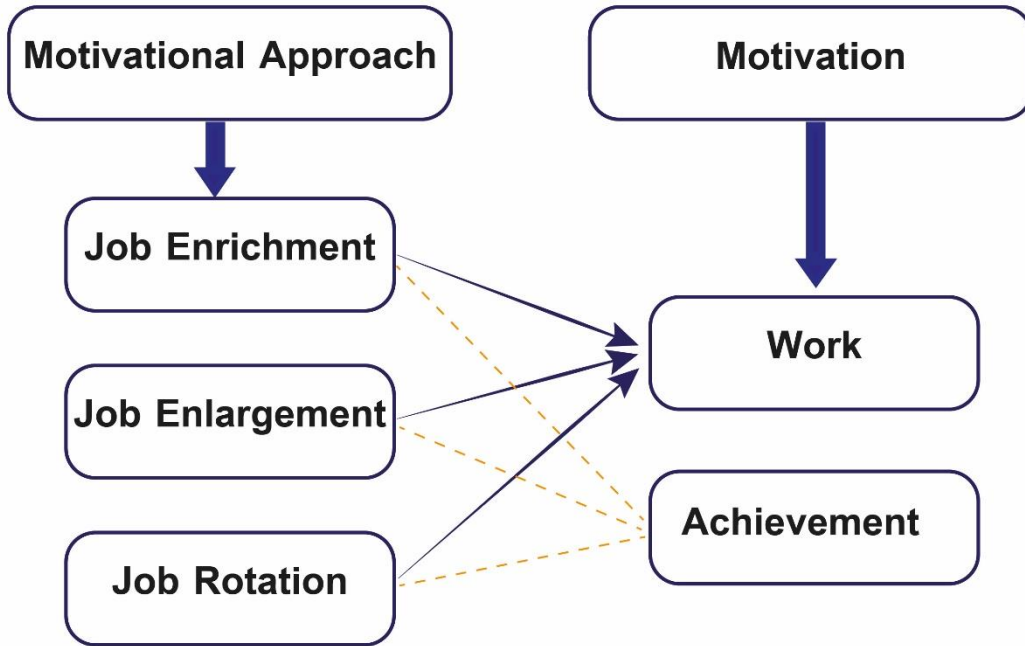 Motivational Approach
Motivation
Job Enrichment
Work
Job Enlargement
Achievement
Job Rotation